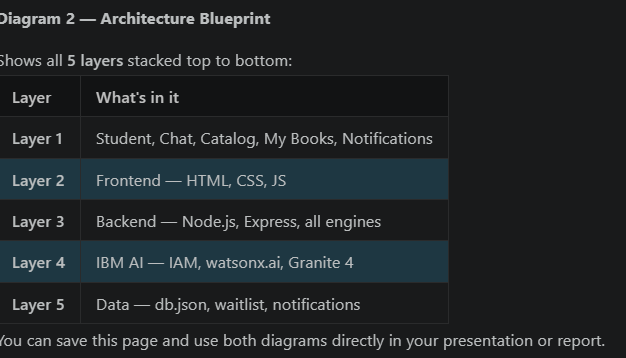 Diagram 2 — Architecture Blueprint
Shows all 5 layers stacked top to bottom:
Layer What's in it
Layer 1 Student, Chat, Catalog, My Books, Notifications
Layer 2 Frontend — HTML, CSS, JS
Layer 3 Backend — Node.js, Express, all engines
Layer 4 IBM AI — IAM, watsonx.ai, Granite 4
Layer 5 Data — db.json, waitlist, notifications
You can save this page and use both diagrams directly in your presentation or report.